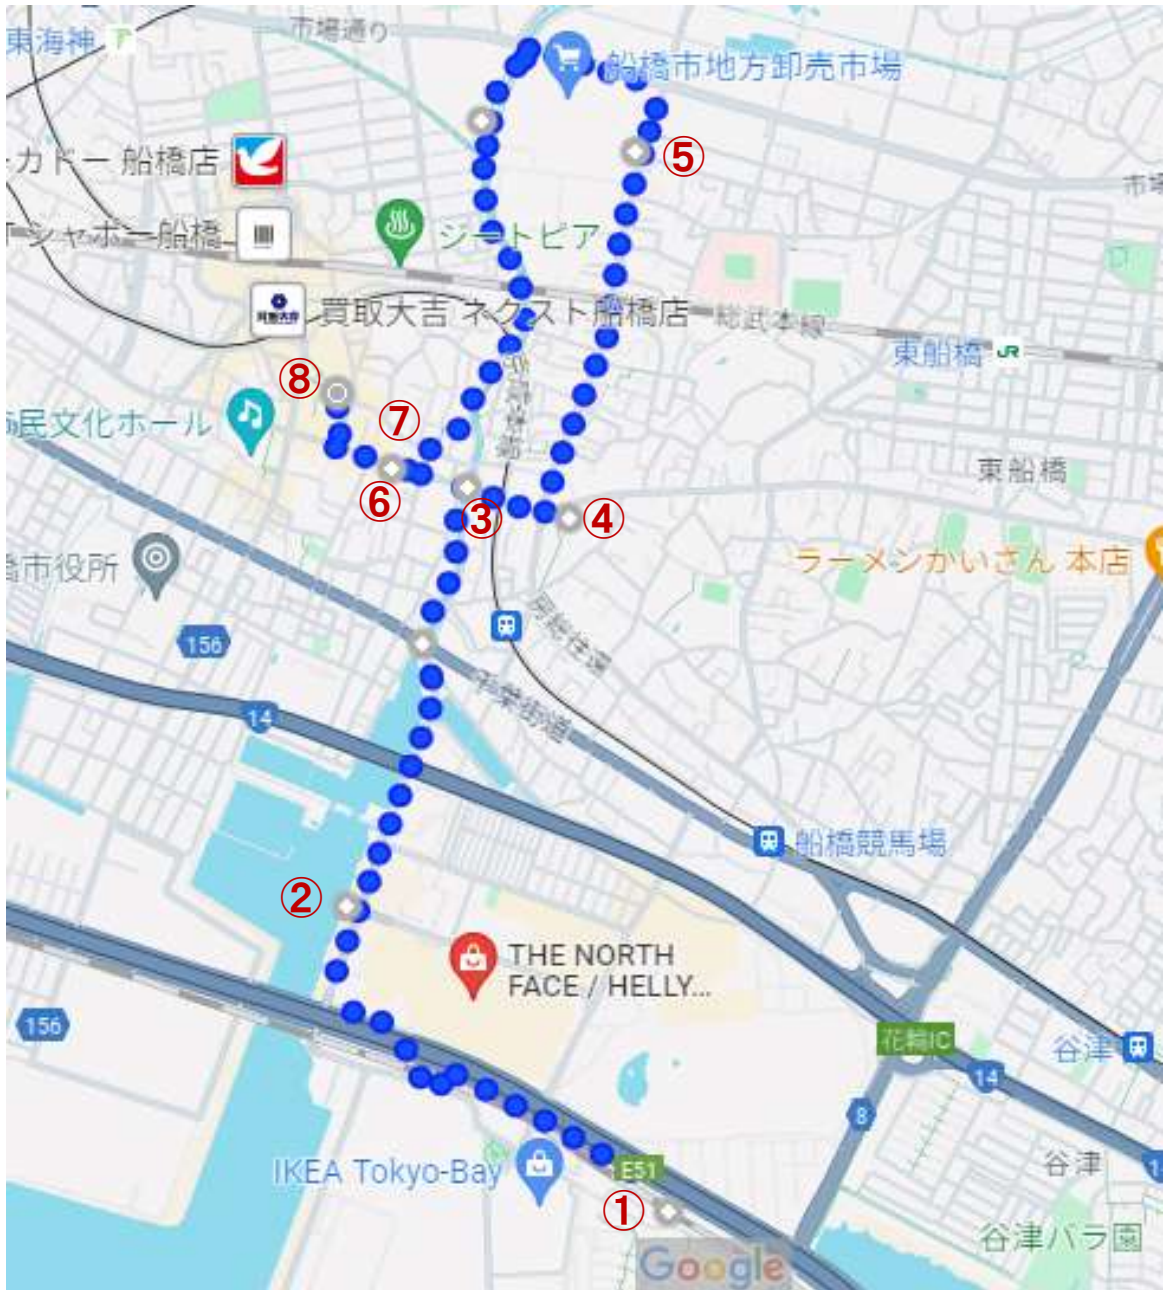 市場通り
東海神
船橋市地方卸売市場
⑤
カドー 船橋店
市場
シャポー船橋
ジートピア
買取大吉 ネクスト船橋店
総武本線
東船橋 JR
⑧
⑦
民文化ホール
東船橋
⑥
③
④
ラーメンかいさん 本店
橋市役所
156
房総往還
14
千葉街道
船橋競馬場
②
THE NORTH
FACE / HELLY...
156
花輪IC
谷津
14
8
IKEA Tokyo-Bay
E51
谷津
14
①
谷津バラ園
Google